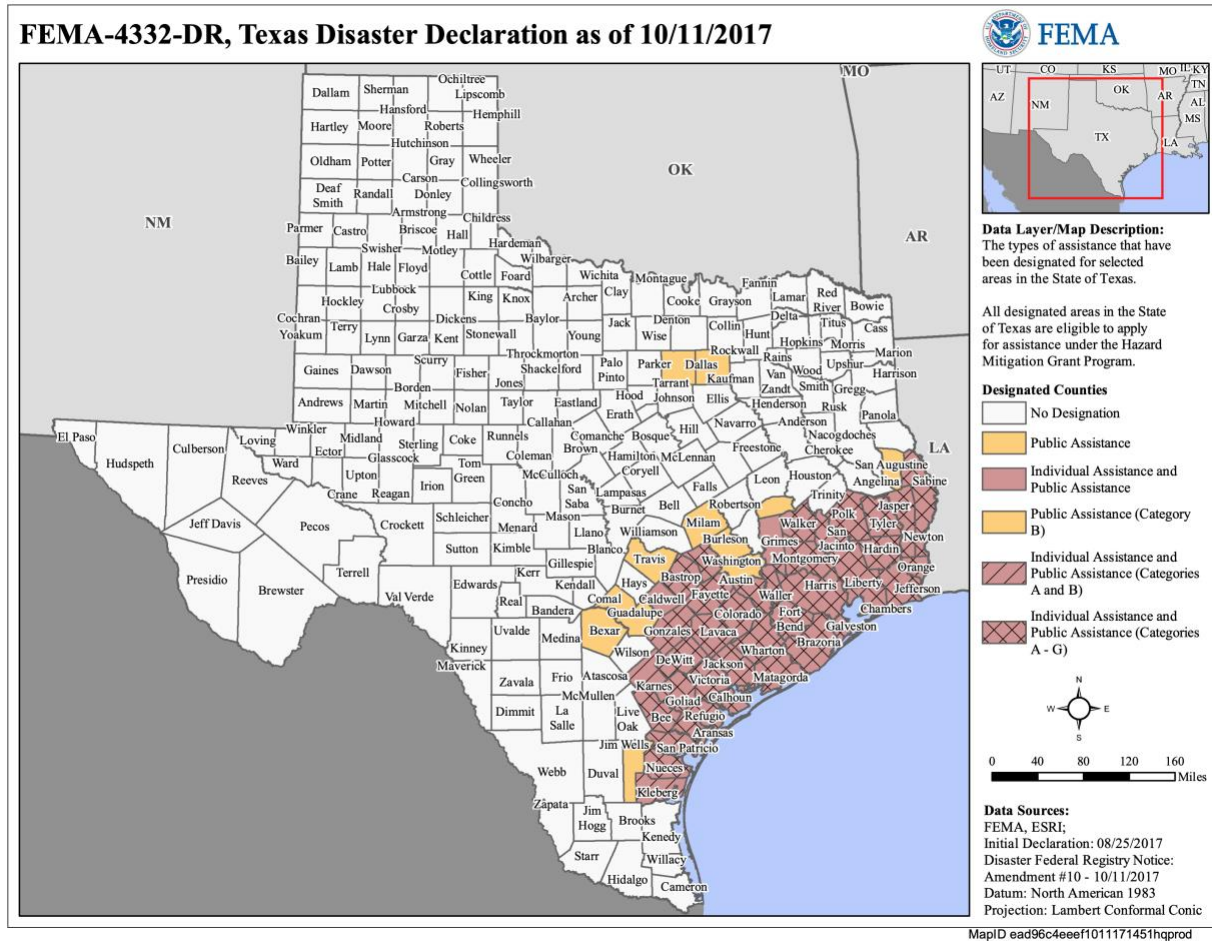 FEMA-4332-DR, Texas Disaster Declaration as of 10/11/2017
FEMA
MO
OK
NM
AR
LA
Ochiltree
Dallam Sherman Lipscomb
Hansford Hemphill
Hartley Moore Roberts
Hutchinson
Oldham Potter Gray Wheeler
Carson Collingsworth
Deaf Smith Randall Donley
Armstrong Childress
Parmer Castro Briscoe Hall
Swisher Motley Hardeman
Bailey Lamb Hale Floyd Cottle Foard Wilbarger Wichita Montague Fannin
Lubbock Clay Lamar Red River Bowie
Hockley Crosby King Knox Archer Cooke Grayson
Cochran Dickens Baylor Jack Denton Collin Delta Titus Cass
Yoakum Terry Lynn Garza Kent Stonewall Young Wise Hunt Hopkins Morris
Throckmorton Rockwall Marion
Gaines Dawson Scurry Fisher Shackelford Palo Pinto Parker Dallas Rains Wood Upshur Harrison
Borden Jones Tarrant Kaufman Van Zandt Smith Gregg
Andrews Martin Mitchell Nolan Taylor Eastland Hood Johnson Ellis Henderson Rusk Panola
Howard Callahan Erath Navarro Anderson
El Paso Winkler Midland Runnels Comanche Bosque Hill Nacogdoches
Hudspeth Culberson Loving Ector Sterling Coke Coleman Brown Hamilton McLennan Freestone Cherokee
Ward Glasscock Tom Green McCulloch Coryell San Augustine
Reeves Upton Irion San Saba Lampasas Falls Leon Houston Angelina Sabine
Crane Reagan Concho Burnet Bell Robertson Trinity
Jeff Davis Pecos Crockett Schleicher Menard Mason Llano Williamson Milam Walker Polk Jasper
Burleson Grimes San Jacinto Tyler Newton
Sutton Kimble Blanco Travis Washington Montgomery Hardin
Presidio Brewster Terrell Gillespie Bastrop Austin Orange
Edwards Kerr Kendall Hays Fayette Waller Harris Liberty Jefferson
Val Verde Real Bandera Comal Caldwell Colorado Fort Bend Chambers
Guadalupe Galveston
Uvalde Medina Bexar Gonzales Lavaca Brazoria
Kinney Wilson Wharton
Maverick DeWitt Jackson
Zavala Frio Atascosa Karnes Victoria Matagorda
McMullen Goliad Calhoun
Dimmit La Salle Live Oak Bee Refugio
Aransas
Jim Wells San Patricio
Webb Duval Nueces
Kleberg
Zapata Jim Hogg Brooks
Kenedy
Starr Willacy
Hidalgo Cameron
UT CO KS MO IL KY
AZ NM OK AR TN
AL
MS
TX LA
Data Layer/Map Description:
The types of assistance that have
been designated for selected
areas in the State of Texas.
All designated areas in the State
of Texas are eligible to apply
for assistance under the Hazard
Mitigation Grant Program.
Designated Counties
No Designation
Public Assistance
Individual Assistance and
Public Assistance
Public Assistance (Category
B)
Individual Assistance and
Public Assistance (Categories
A and B)
Individual Assistance and
Public Assistance (Categories
A - G)
N
W E
S
0 40 80 120 160
Miles
Data Sources:
FEMA, ESRI;
Initial Declaration: 08/25/2017
Disaster Federal Registry Notice:
Amendment #10 - 10/11/2017
Datum: North American 1983
Projection: Lambert Conformal Conic
MapID ead96c4eeef1011171451hqprod